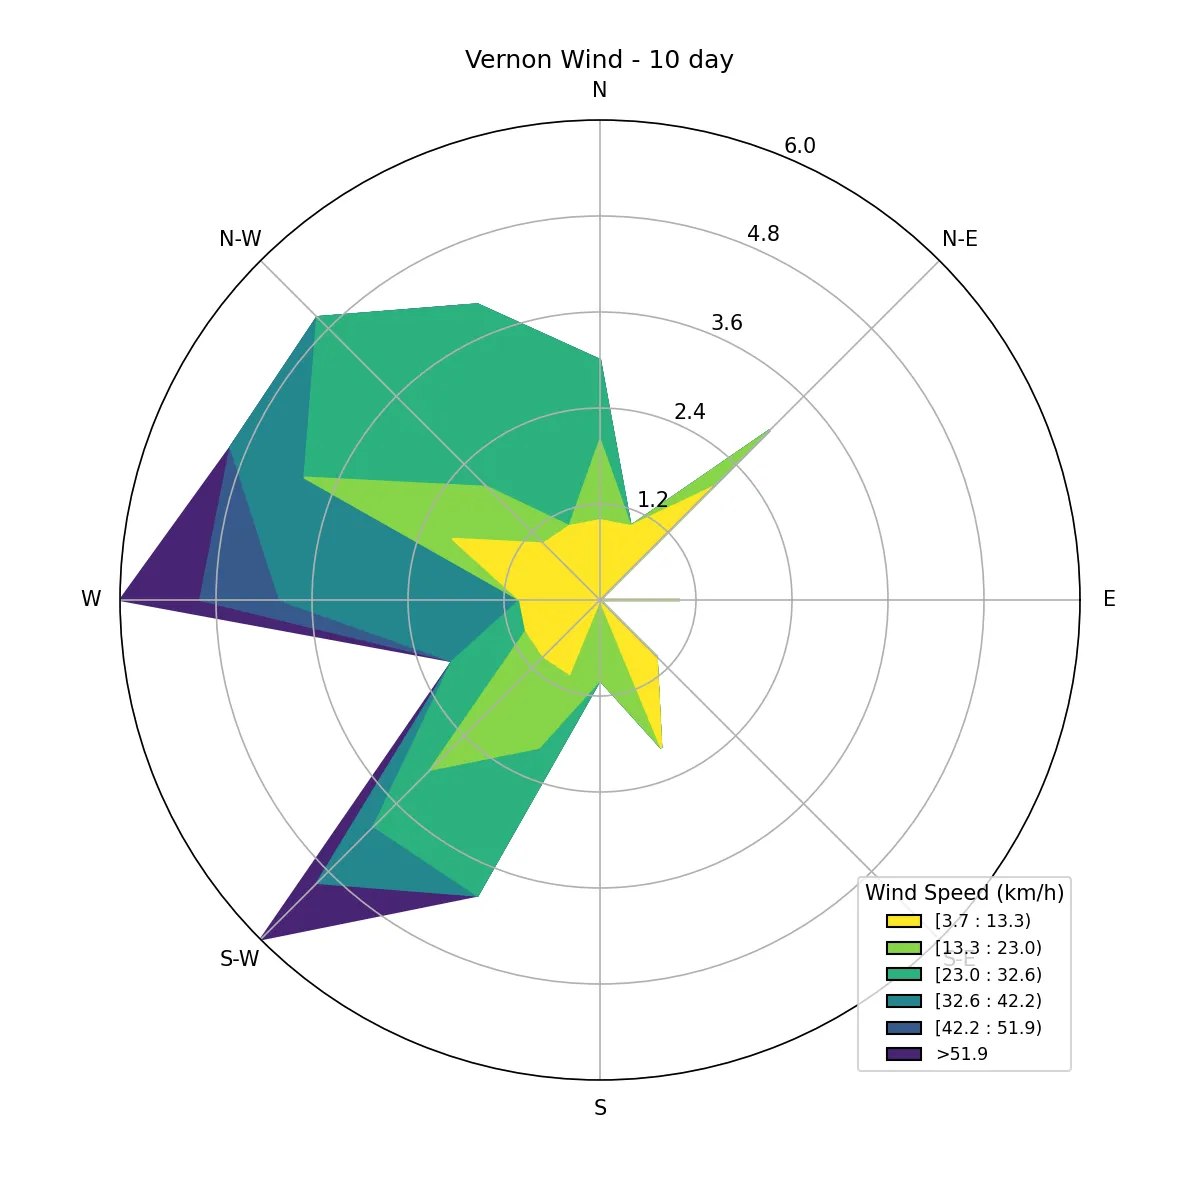 Vernon Wind - 10 day
N
6.0
N-W
4.8
N-E
3.6
2.4
1.2
W
E
S-W
S-E
S
Wind Speed (km/h)
[3.7 : 13.3)
[13.3 : 23.0)
[23.0 : 32.6)
[32.6 : 42.2)
[42.2 : 51.9)
>51.9